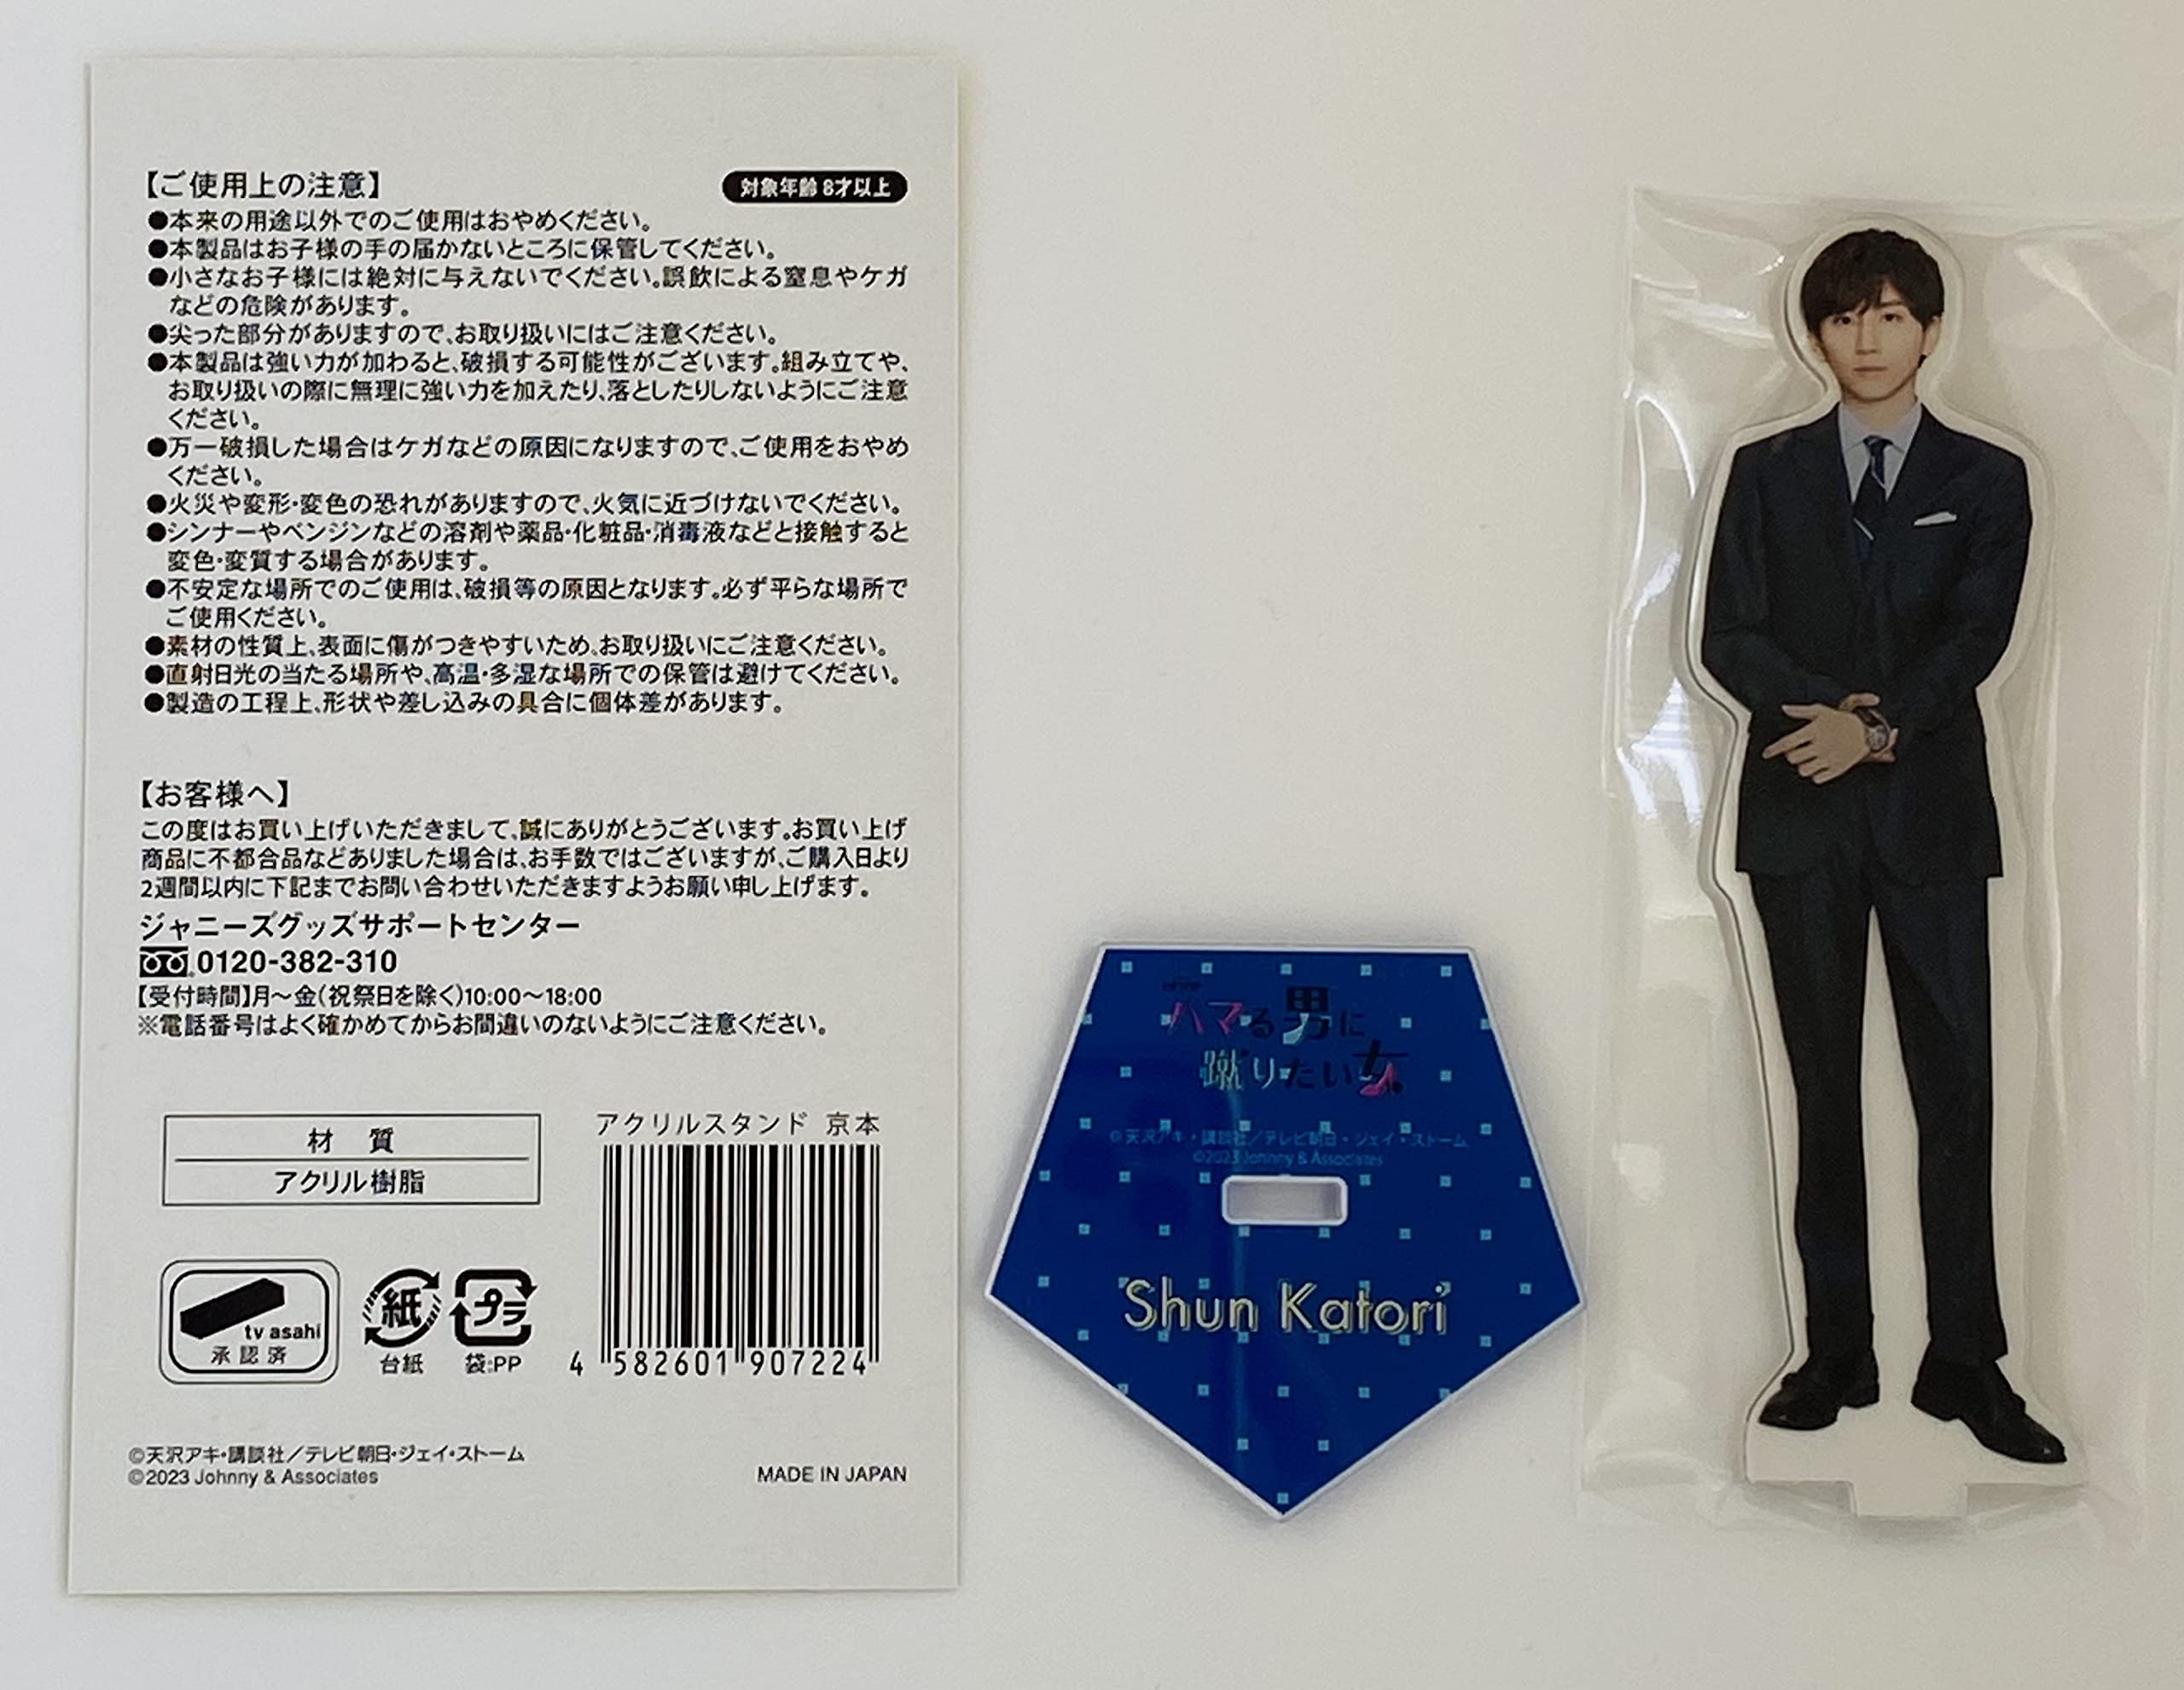 【ご使用上の注意】
対象年齢8才以上
●本来の用途以外でのご使用はおやめください。
●本製品はお子様の手の届かないところに保管してください。
●小さなお子様には絶対に与えないでください。誤飲による窒息やケガ
などの危険があります。
●尖った部分がありますので、お取り扱いにはご注意ください。
●本製品は強い力が加わると、破損する可能性がございます。組み立てや、
お取り扱いの際に無理に強い力を加えたり、落としたりしないようにご注意
ください。
●万一破損した場合はケガなどの原因になりますので、ご使用をおやめ
ください。
●火災や変形・変色の恐れがありますので、火気に近づけないでください。
●シンナーやベンジンなどの溶剤や薬品・化粧品・消毒液などと接触すると
変色・変質する場合があります。
●不安定な場所でのご使用は、破損等の原因となります。必ず平らな場所で
ご使用ください。
●素材の性質上、表面に傷がつきやすいため、お取り扱いにご注意ください。
●直射日光の当たる場所や、高温・多湿な場所での保管は避けてください。
●製造の工程上、形状や差し込みの具合に個体差があります。
【お客様へ】
この度はお買い上げいただきまして、誠にありがとうございます。お買い上げ
商品に不都合品などありました場合は、お手数ではございますが、ご購入日より
2週間以内に下記までお問い合わせいただきますようお願い申し上げます。
ジャニーズグッズサポートセンター
0120-382-310
【受付時間】月〜金(祝祭日を除く)10:00〜18:00
※電話番号はよく確かめてからお間違いのないようにご注意ください。
材 質
アクリル樹脂
アクリルスタンド 京本
4 582601 907224
tv asahi
承認済
紙
台紙
プラ
袋:PP
©天沢アキ・講談社／テレビ朝日・ジェイ・ストーム
©2023 Johnny & Associates
MADE IN JAPAN
ハマる男に
蹴りたい女
©天沢アキ・講談社／テレビ朝日・ジェイ・ストーム
©2023 Johnny & Associates
Shun Katori